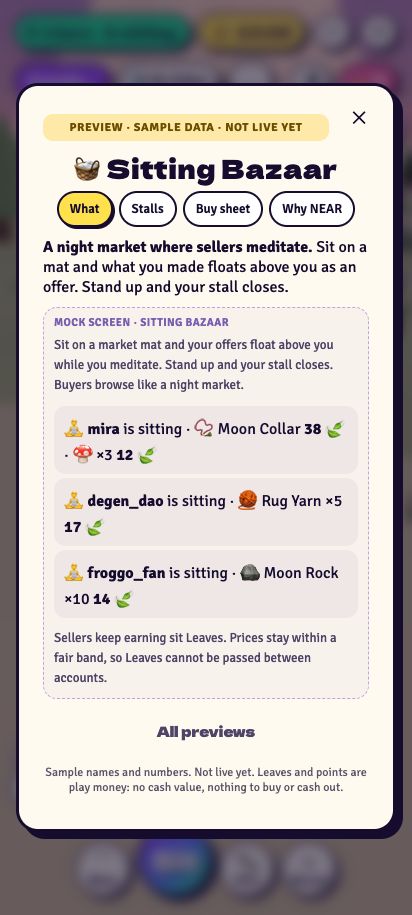 PREVIEW · SAMPLE DATA · NOT LIVE YET
Sitting Bazaar
What
Stalls
Buy sheet
Why NEAR
A night market where sellers meditate. Sit on a
mat and what you made floats above you as an
offer. Stand up and your stall closes.
MOCK SCREEN · SITTING BAZAAR
Sit on a market mat and your offers float above you
while you meditate. Stand up and your stall closes.
Buyers browse like a night market.
mira is sitting · Moon Collar 38
· ×3 12
degen_dao is sitting · Rug Yarn ×5
17
froggo_fan is sitting · Moon Rock
×10 14
Sellers keep earning sit Leaves. Prices stay within a
fair band, so Leaves cannot be passed between
accounts.
All previews
Sample names and numbers. Not live yet. Leaves and points are
play money: no cash value, nothing to buy or cash out.